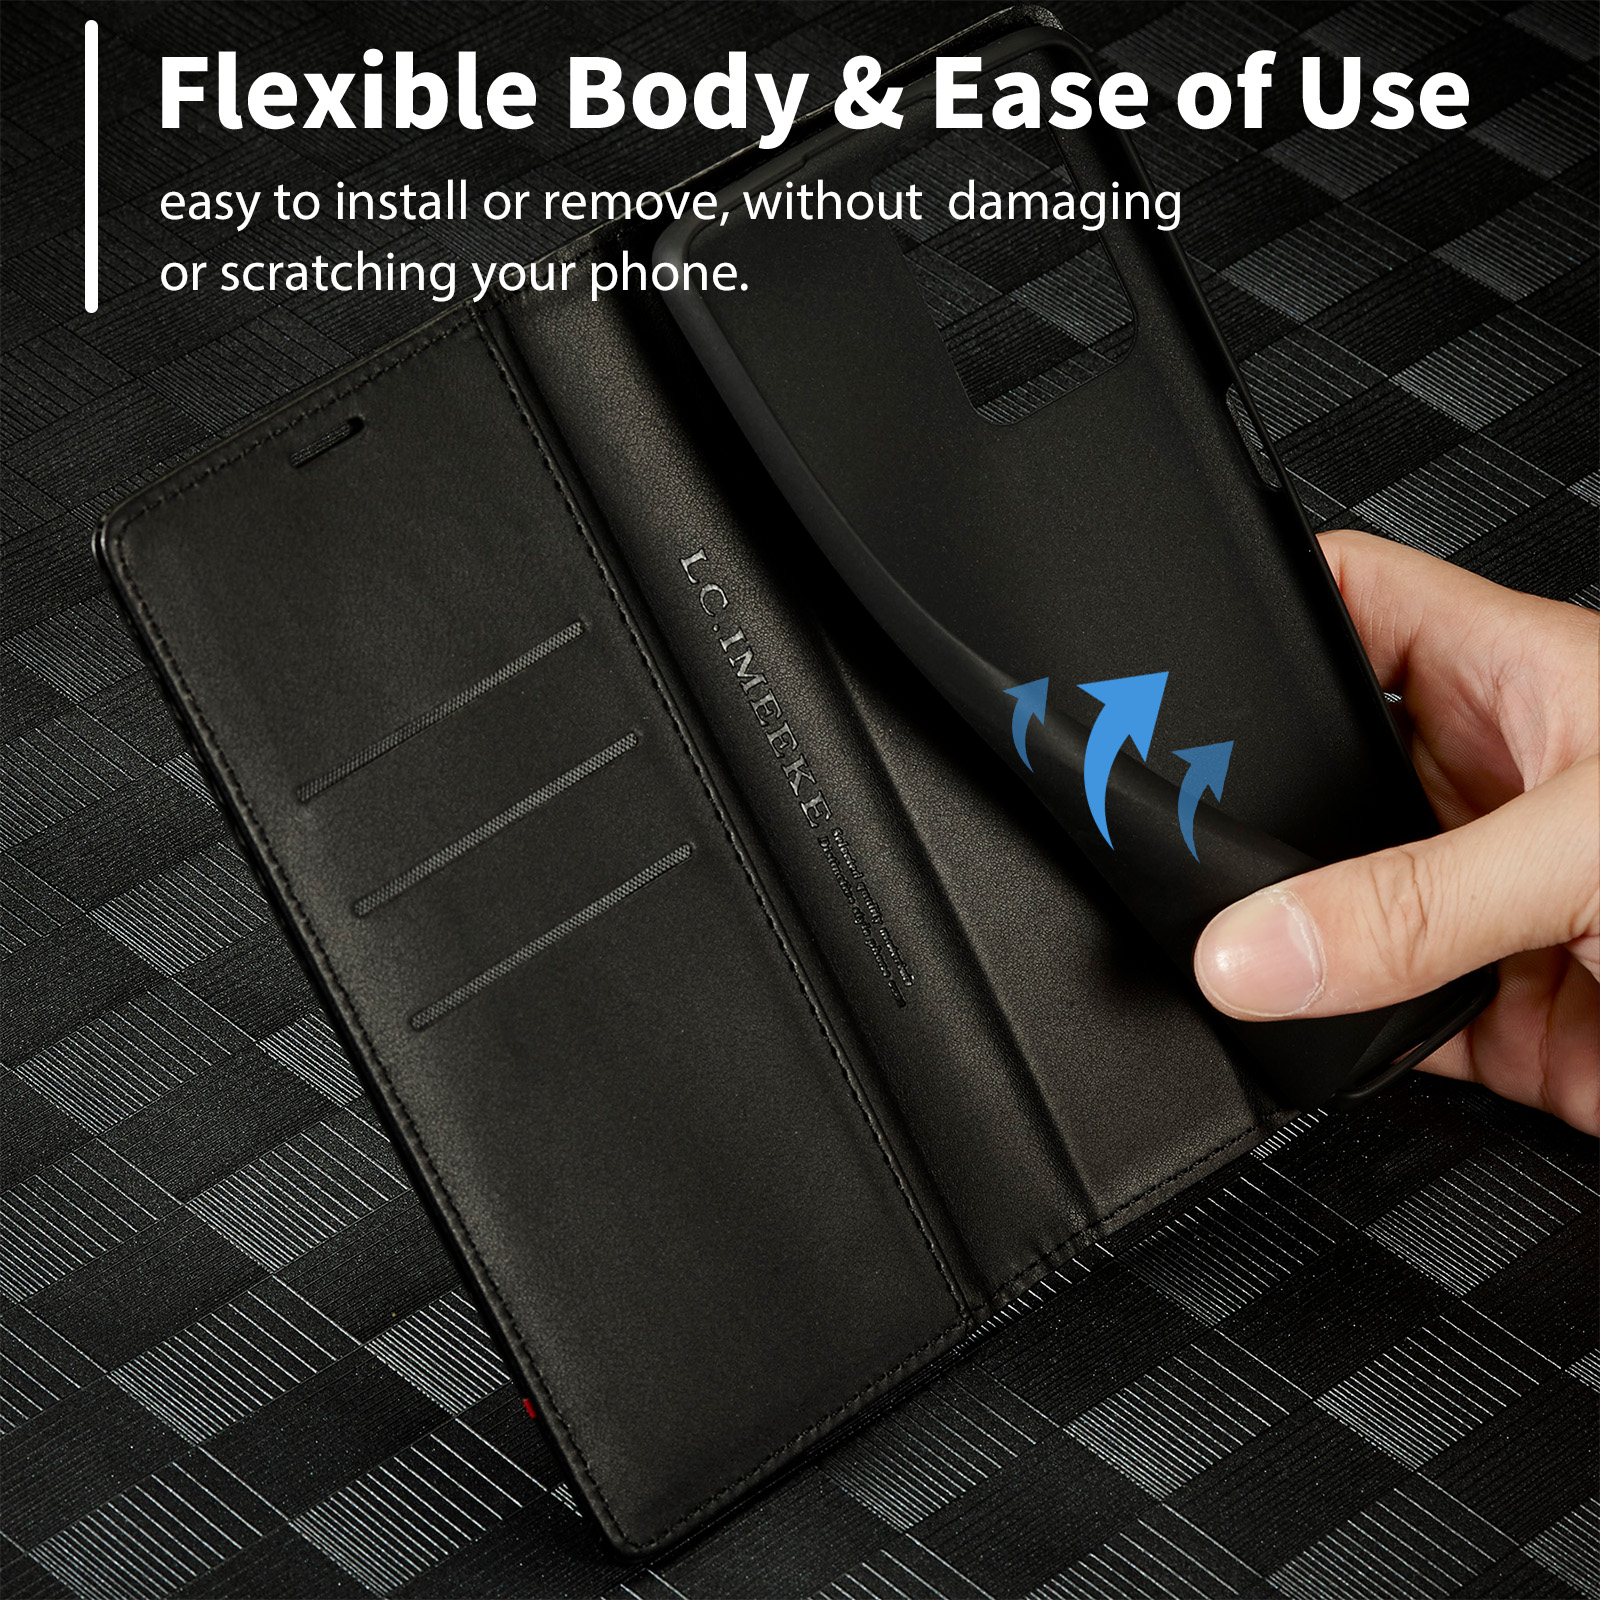 Flexible Body & Ease of Use
easy to install or remove, without damaging
or scratching your phone.
LC.IMEEKE